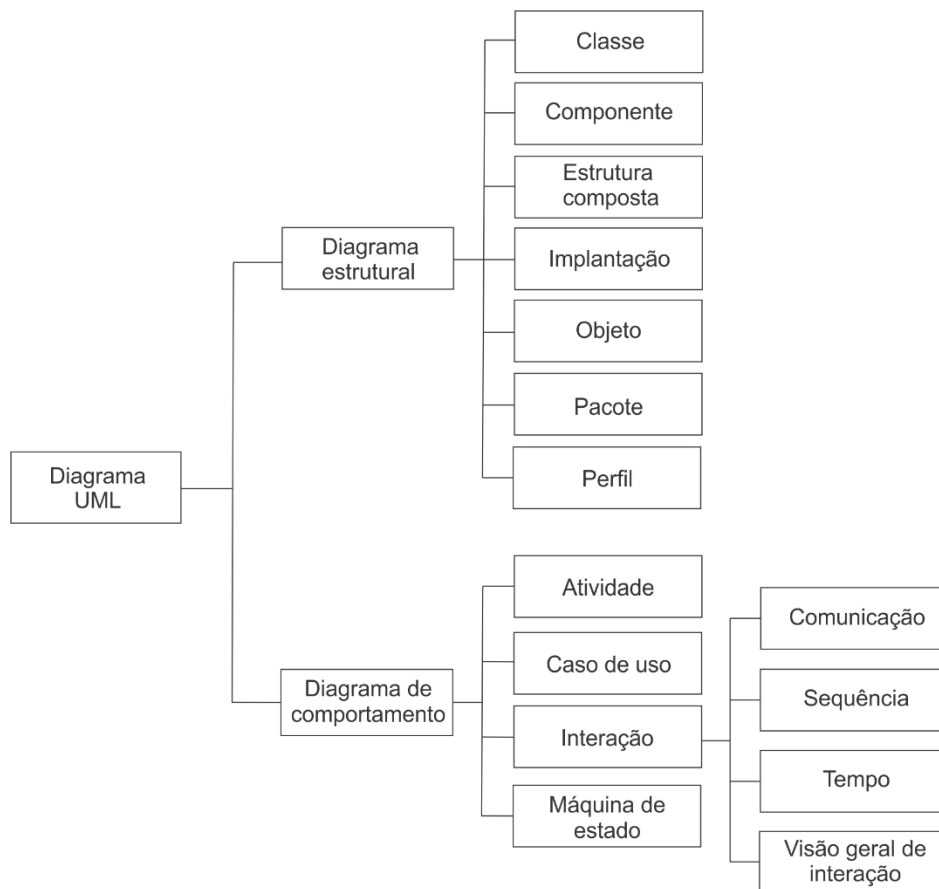 Classe
Componente
Estrutura
composta
Diagrama
estrutural
Implantação
Objeto
Pacote
Perfil
Diagrama
UML
Atividade
Caso de uso
Diagrama de
comportamento
Interação
Máquina de
estado
Comunicação
Sequência
Tempo
Visão geral de
interação